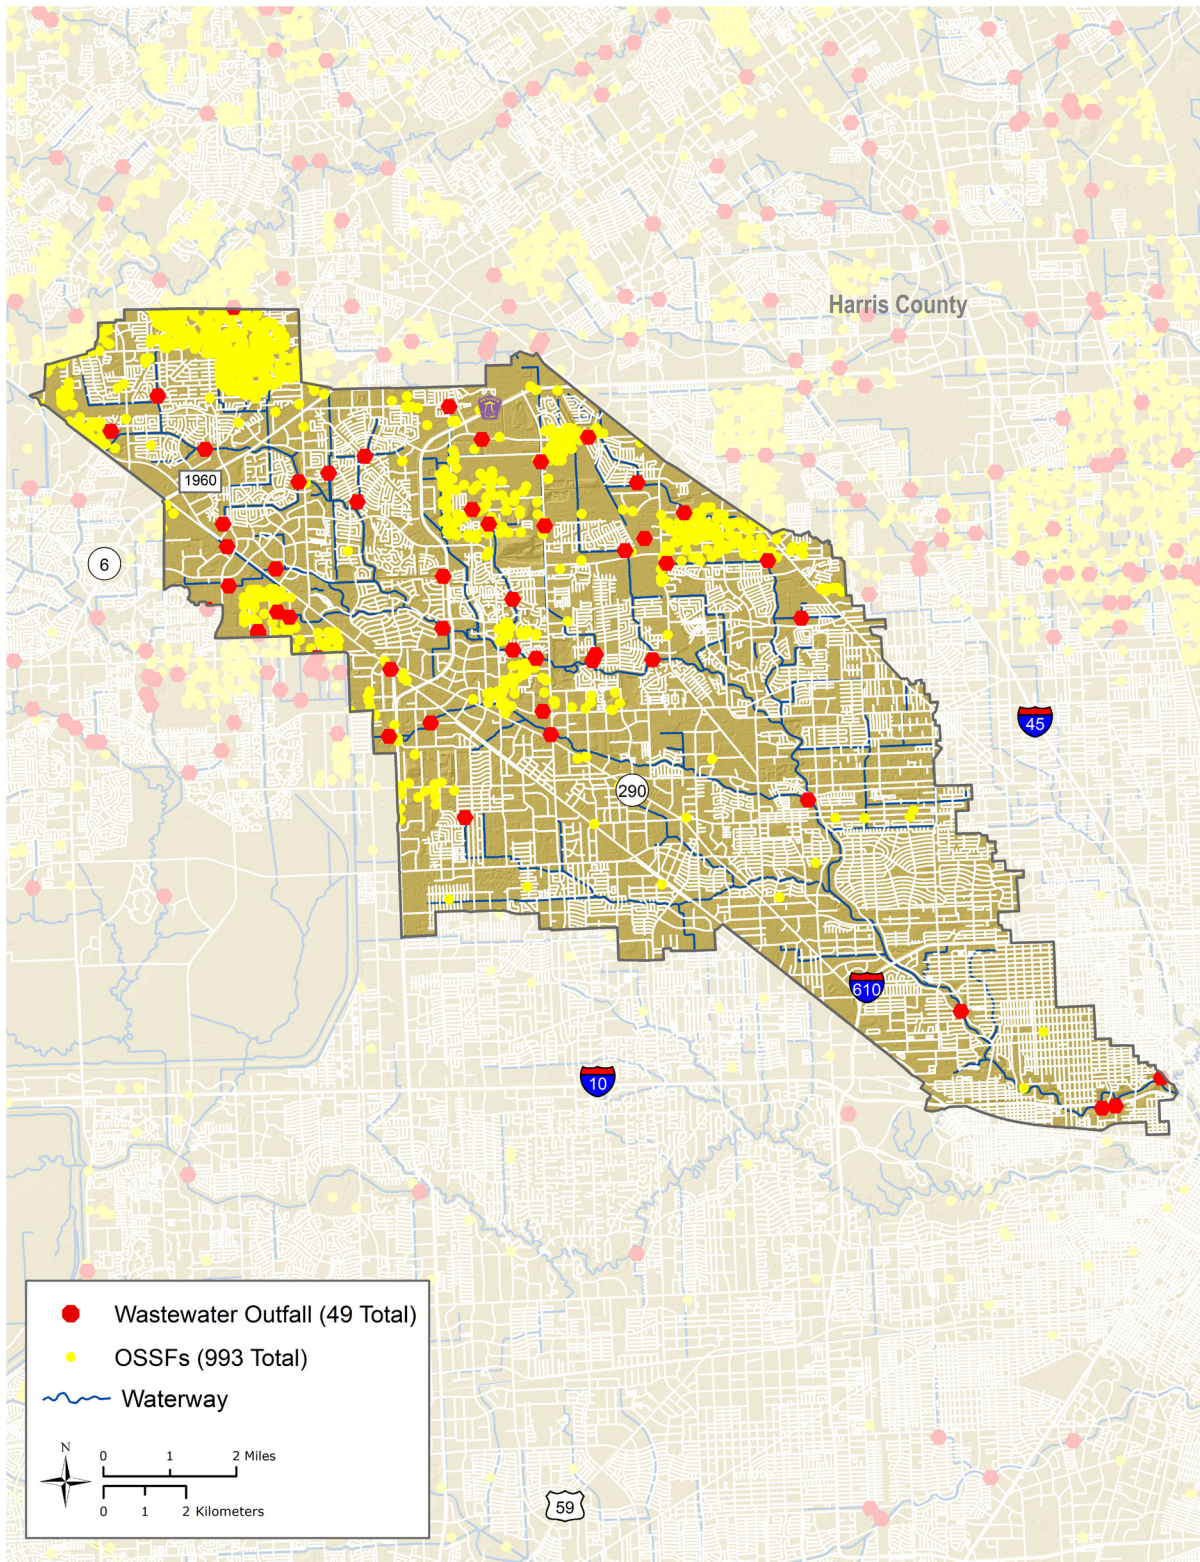 Harris County
1960
6
45
290
610
10
Wastewater Outfall (49 Total)
OSSFs (993 Total)
Waterway
N
0 1 2 Miles
0 1 2 Kilometers
59